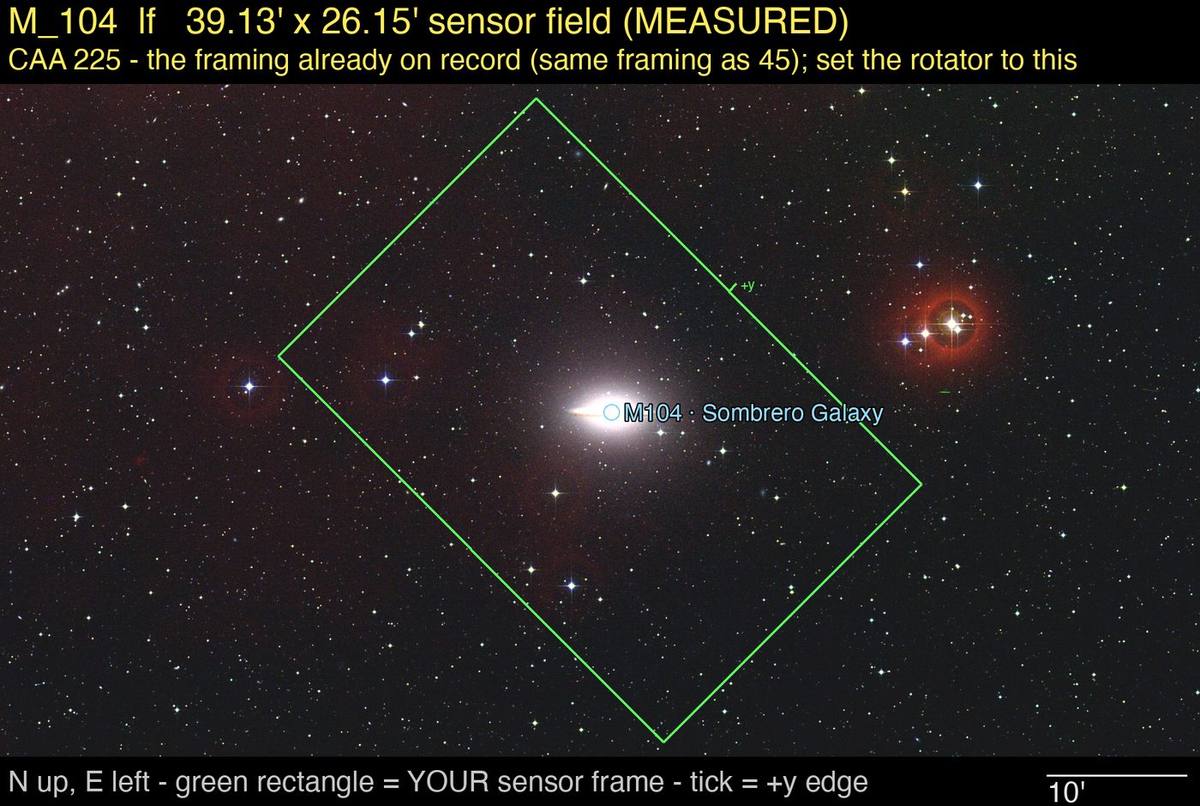 M_104 lf 39.13' x 26.15' sensor field (MEASURED)
CAA 225 - the framing already on record (same framing as 45); set the rotator to this
+y
M104 · Sombrero Galaxy
N up, E left - green rectangle = YOUR sensor frame - tick = +y edge
10'